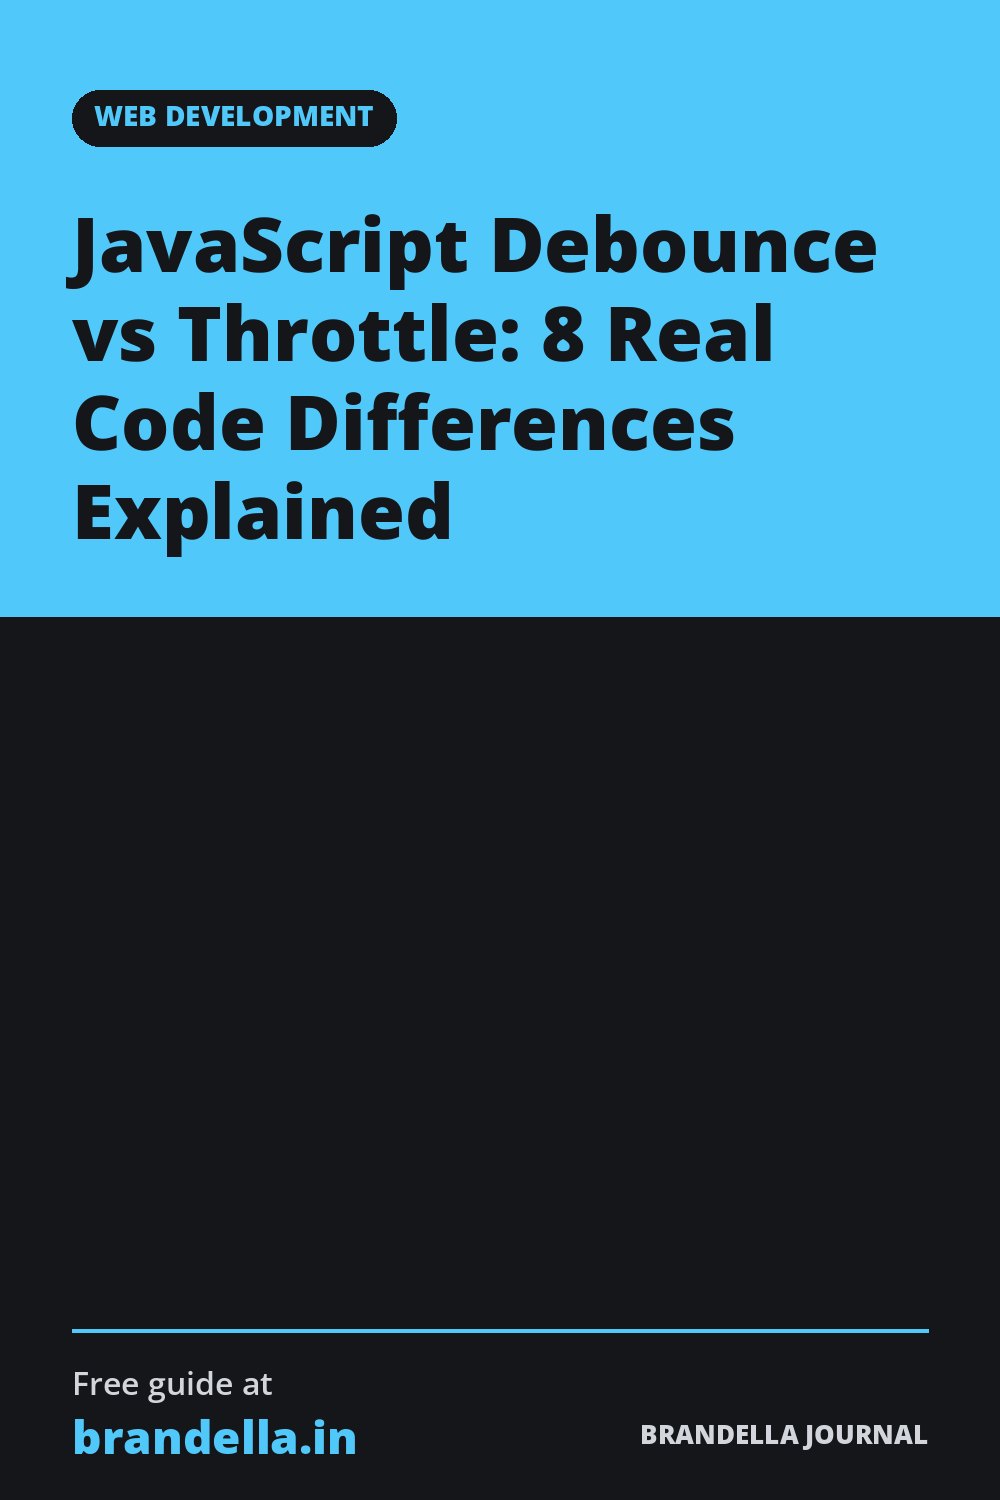 WEB DEVELOPMENT
JavaScript Debounce
vs Throttle: 8 Real
Code Differences
Explained
Free guide at
brandella.in
BRANDELLA JOURNAL